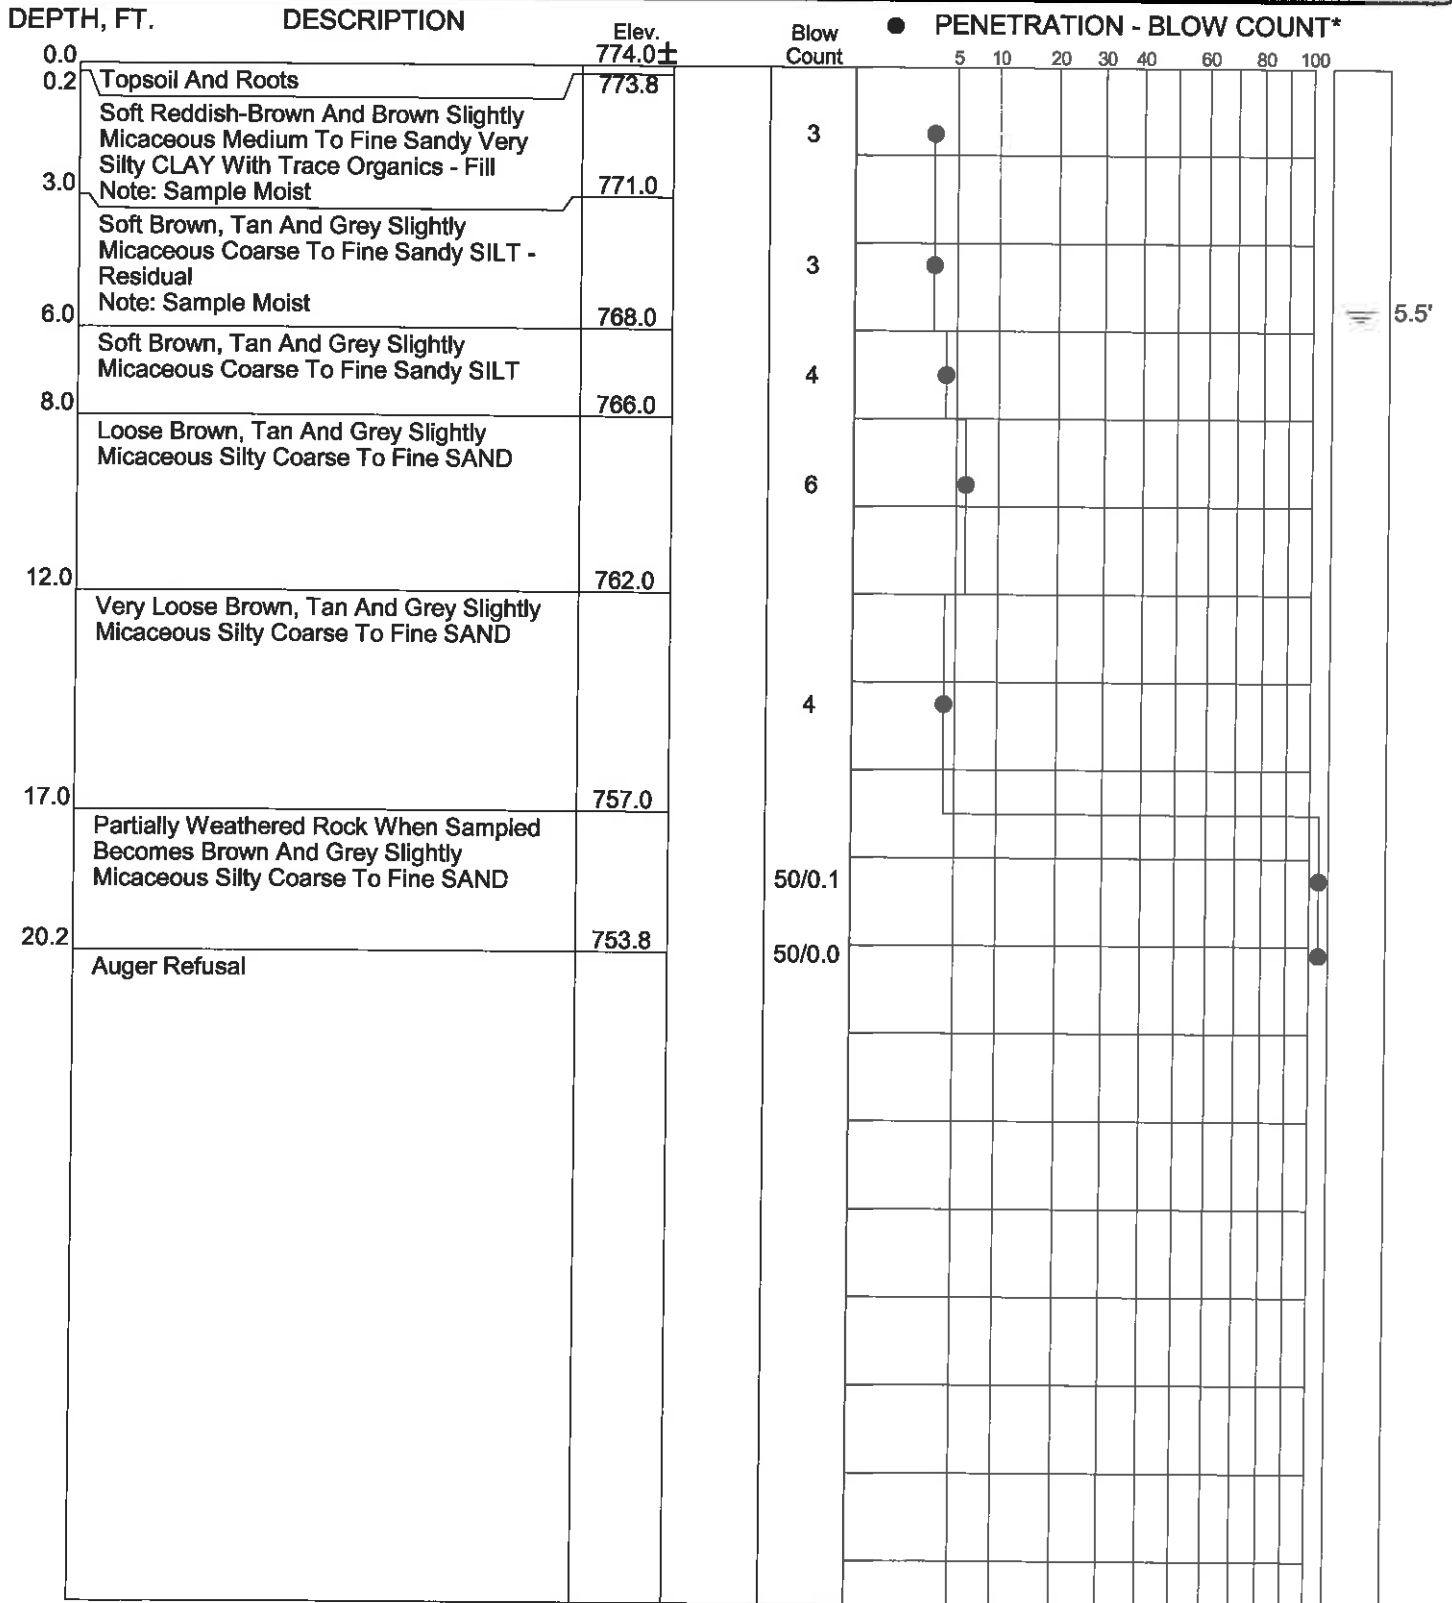 DEPTH, FT. DESCRIPTION Elev. Blow Count ● PENETRATION - BLOW COUNT*
0.0 774.0± 5 10 20 30 40 60 80 100
0.2 Topsoil And Roots 773.8
Soft Reddish-Brown And Brown Slightly
Micaceous Medium To Fine Sandy Very 3
Silty CLAY With Trace Organics - Fill
3.0 Note: Sample Moist 771.0
Soft Brown, Tan And Grey Slightly
Micaceous Coarse To Fine Sandy SILT - 3
Residual
Note: Sample Moist
6.0 768.0 5.5'
Soft Brown, Tan And Grey Slightly
Micaceous Coarse To Fine Sandy SILT 4
8.0 766.0
Loose Brown, Tan And Grey Slightly
Micaceous Silty Coarse To Fine SAND
6
12.0 762.0
Very Loose Brown, Tan And Grey Slightly
Micaceous Silty Coarse To Fine SAND
4
17.0 757.0
Partially Weathered Rock When Sampled
Becomes Brown And Grey Slightly
Micaceous Silty Coarse To Fine SAND 50/0.1
20.2 753.8
Auger Refusal 50/0.0